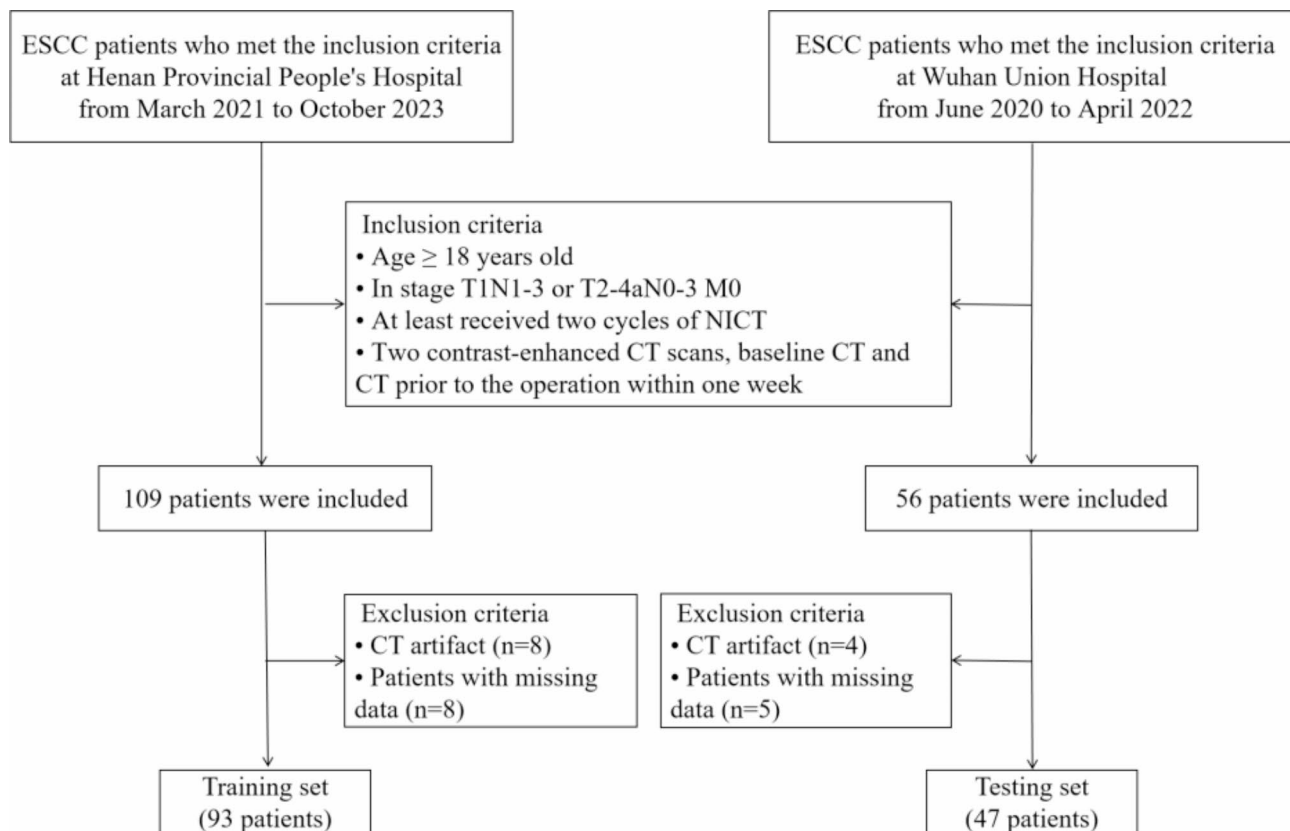 ESCC patients who met the inclusion criteria
at Henan Provincial People's Hospital
from March 2021 to October 2023
ESCC patients who met the inclusion criteria
at Wuhan Union Hospital
from June 2020 to April 2022
Inclusion criteria
• Age ≥ 18 years old
• In stage T1N1-3 or T2-4aN0-3 M0
• At least received two cycles of NICT
• Two contrast-enhanced CT scans, baseline CT and
CT prior to the operation within one week
109 patients were included
56 patients were included
Exclusion criteria
• CT artifact (n=8)
• Patients with missing
data (n=8)
Exclusion criteria
• CT artifact (n=4)
• Patients with missing
data (n=5)
Training set
(93 patients)
Testing set
(47 patients)